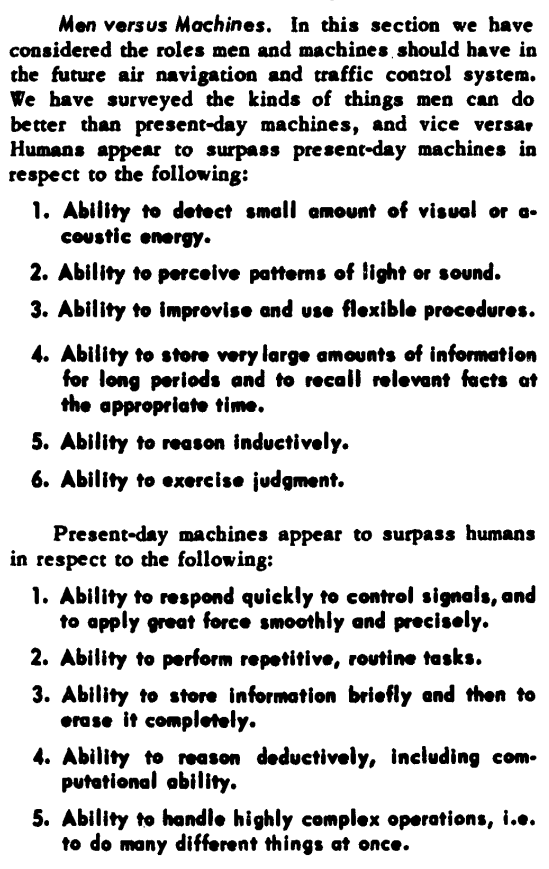 Men versus Machines. In this section we have
considered the roles men and machines should have in
the future air navigation and traffic control system.
We have surveyed the kinds of things men can do
better than present-day machines, and vice versa.
Humans appear to surpass present-day machines in
respect to the following:
1. Ability to detect small amount of visual or a-
coustic energy.
2. Ability to perceive patterns of light or sound.
3. Ability to improvise and use flexible procedures.
4. Ability to store very large amounts of information
for long periods and to recall relevant facts at
the appropriate time.
5. Ability to reason inductively.
6. Ability to exercise judgment.
Present-day machines appear to surpass humans
in respect to the following:
1. Ability to respond quickly to control signals, and
to apply great force smoothly and precisely.
2. Ability to perform repetitive, routine tasks.
3. Ability to store information briefly and then to
erase it completely.
4. Ability to reason deductively, including com-
putational ability.
5. Ability to handle highly complex operations, i.e.
to do many different things at once.